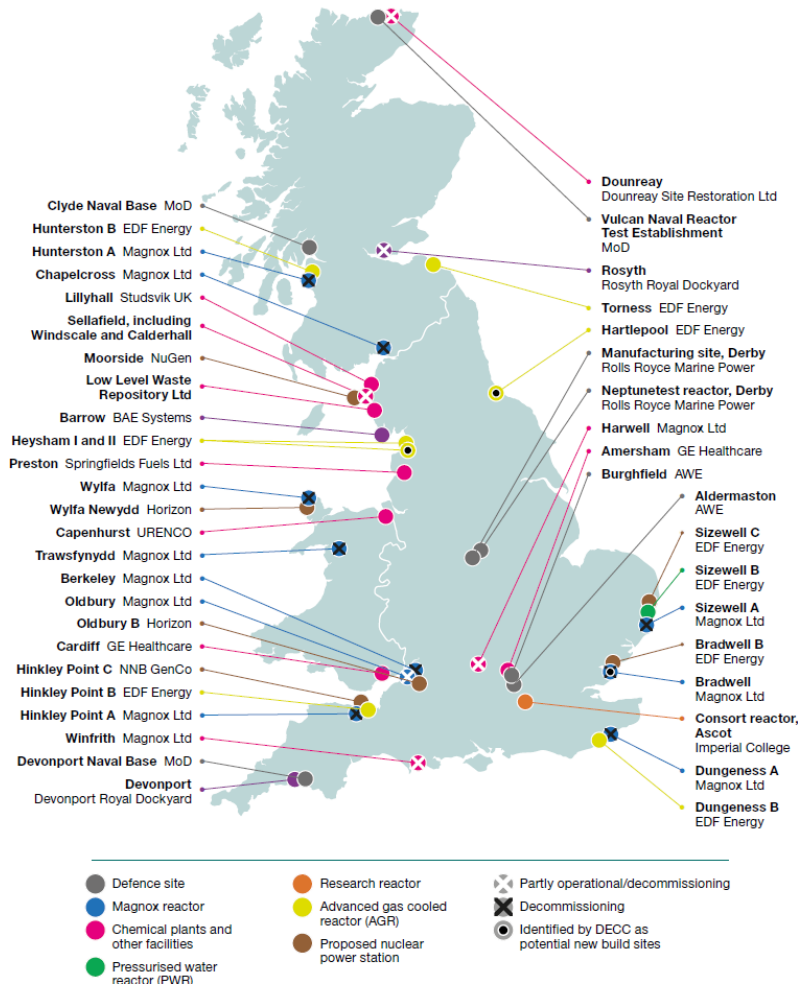 Clyde Naval Base MoD
Hunterston B EDF Energy
Hunterston A Magnox Ltd
Chapelcross Magnox Ltd
Lillyhall Studsvik UK
Sellafield, including
Windscale and Calderhall
Moorside NuGen
Low Level Waste
Repository Ltd
Barrow BAE Systems
Heysham I and II EDF Energy
Preston Springfields Fuels Ltd
Wylfa Magnox Ltd
Wylfa Newydd Horizon
Capenhurst URENCO
Trawsfynydd Magnox Ltd
Berkeley Magnox Ltd
Oldbury Magnox Ltd
Oldbury B Horizon
Cardiff GE Healthcare
Hinkley Point C NNB GenCo
Hinkley Point B EDF Energy
Hinkley Point A Magnox Ltd
Winfrith Magnox Ltd
Devonport Naval Base MoD
Devonport
Devonport Royal Dockyard
Dounreay
Dounreay Site Restoration Ltd
Vulcan Naval Reactor
Test Establishment
MoD
Rosyth
Rosyth Royal Dockyard
Torness EDF Energy
Hartlepool EDF Energy
Manufacturing site, Derby
Rolls Royce Marine Power
Neptunetest reactor, Derby
Rolls Royce Marine Power
Harwell Magnox Ltd
Amersham GE Healthcare
Burghfield AWE
Aldermaston
AWE
Sizewell C
EDF Energy
Sizewell B
EDF Energy
Sizewell A
Magnox Ltd
Bradwell B
EDF Energy
Bradwell
Magnox Ltd
Consort reactor,
Ascot
Imperial College
Dungeness A
Magnox Ltd
Dungeness B
EDF Energy
Defence site
Magnox reactor
Chemical plants and
other facilities
Pressurised water
reactor (PWR)
Research reactor
Advanced gas cooled
reactor (AGR)
Proposed nuclear
power station
Partly operational/decommissioning
Decommissioning
Identified by DECC as
potential new build sites